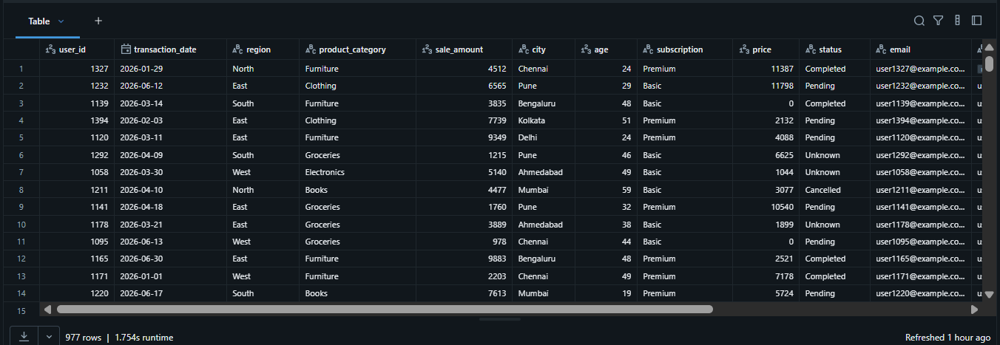 Table
user_id transaction_date region product_category sale_amount city age subscription price status email
1 1327 2026-01-29 North Furniture 4512 Chennai 24 Premium 11387 Completed user1327@example.co...
2 1232 2026-06-12 East Clothing 6565 Pune 29 Basic 11798 Pending user1232@example.co...
3 1139 2026-03-14 South Furniture 3835 Bengaluru 48 Basic 0 Completed user1139@example.co...
4 1394 2026-02-03 East Clothing 7739 Kolkata 51 Premium 2132 Pending user1394@example.co...
5 1120 2026-03-11 East Furniture 9349 Delhi 24 Premium 4088 Pending user1120@example.co...
6 1292 2026-04-09 South Groceries 1215 Pune 46 Basic 6625 Unknown user1292@example.co...
7 1058 2026-03-30 West Electronics 5140 Ahmedabad 49 Basic 1044 Unknown user1058@example.co...
8 1211 2026-04-10 North Books 4477 Mumbai 59 Basic 3077 Cancelled user1211@example.co...
9 1141 2026-04-18 East Groceries 1760 Pune 32 Premium 10540 Pending user1141@example.co...
10 1178 2026-03-21 East Groceries 3889 Ahmedabad 38 Basic 1899 Unknown user1178@example.co...
11 1095 2026-06-13 West Groceries 978 Chennai 44 Basic 0 Pending user1095@example.co...
12 1165 2026-06-30 East Furniture 9883 Bengaluru 48 Premium 2521 Completed user1165@example.co...
13 1171 2026-01-01 West Furniture 2203 Chennai 49 Premium 7178 Completed user1171@example.co...
14 1220 2026-06-17 South Books 7613 Mumbai 19 Premium 5724 Pending user1220@example.co...
15
977 rows | 1.754s runtime Refreshed 1 hour ago